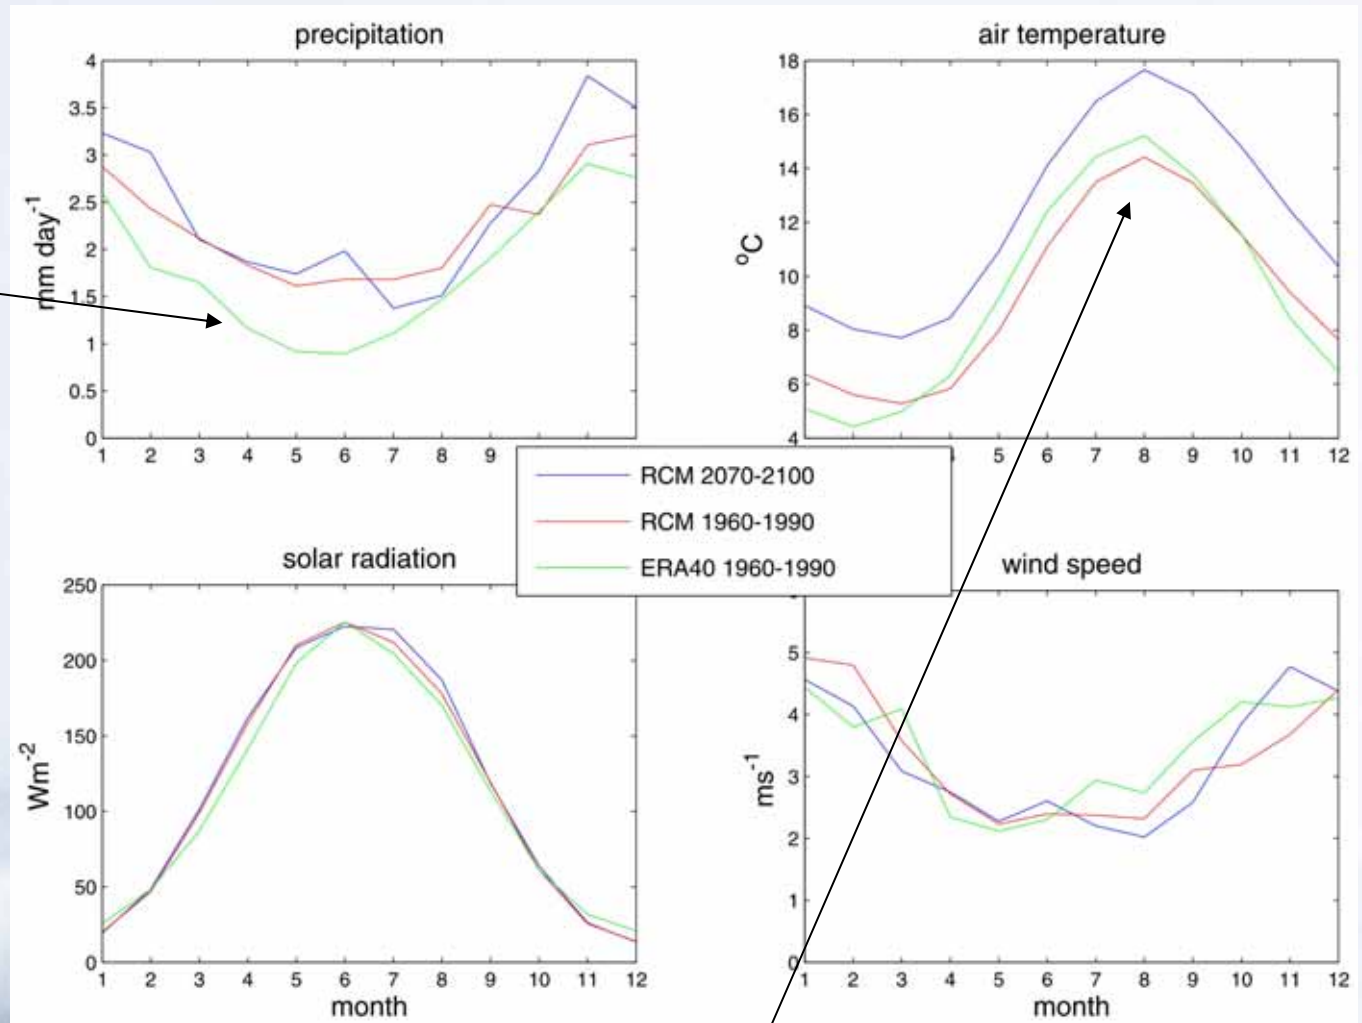 precipitation
4
3.5
3
2.5
2
1.5
1
0.5
0
mm day-1
1 2 3 4 5 6 7 8 9
air temperature
18
16
14
12
10
8
6
4
oC
4 5 6 7 8 9 10 11 12
RCM 2070-2100
RCM 1960-1990
ERA40 1960-1990
solar radiation
250
200
150
100
50
0
Wm-2
1 2 3 4 5 6 7 8 9 10 11 12
month
wind speed
5
4
3
2
1
0
ms-1
1 2 3 4 5 6 7 8 9 10 11 12
month